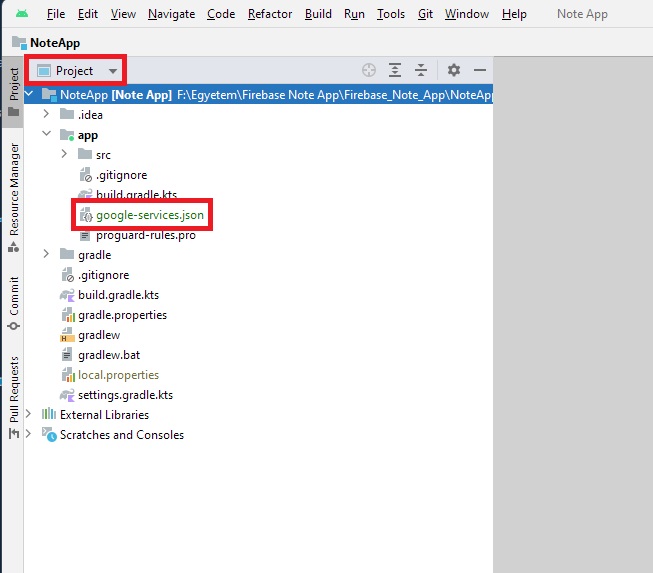 File Edit View Navigate Code Refactor Build Run Tools Git Window Help Note App
NoteApp
Project
Project
NoteApp [Note App] F:\Egyetem\Firebase Note App\Firebase_Note_App\NoteApp
.idea
app
src
.gitignore
build.gradle.kts
google-services.json
proguard-rules.pro
gradle
.gitignore
build.gradle.kts
gradle.properties
gradlew
gradlew.bat
local.properties
settings.gradle.kts
External Libraries
Scratches and Consoles
Resource Manager
Commit
Pull Requests